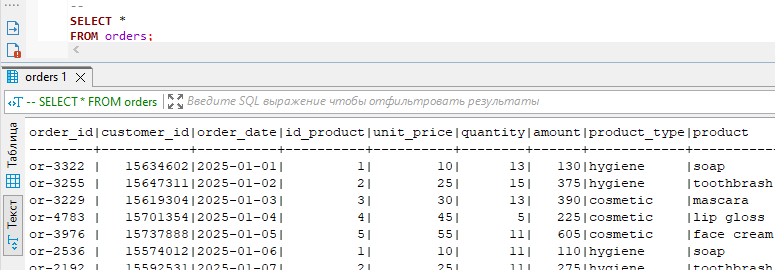 --
SELECT *
FROM orders;
orders 1
-- SELECT * FROM orders Введите SQL выражение чтобы отфильтровать результаты
Таблица
Текст
order_id|customer_id|order_date|id_product|unit_price|quantity|amount|product_type|product
--------+-----------+----------+----------+----------+--------+------+------------+--------
or-3322 | 15634602|2025-01-01| 1| 10| 13| 130|hygiene |soap
or-3255 | 15647311|2025-01-02| 2| 25| 15| 375|hygiene |toothbrash
or-3229 | 15619304|2025-01-03| 3| 30| 13| 390|cosmetic |mascara
or-4783 | 15701354|2025-01-04| 4| 45| 5| 225|cosmetic |lip gloss
or-3976 | 15737888|2025-01-05| 5| 55| 11| 605|cosmetic |face cream
or-2536 | 15574012|2025-01-06| 1| 10| 11| 110|hygiene |soap
or-2192 | 15592531|2025-01-07| 2| 25| 11| 275|hygiene |toothbrash